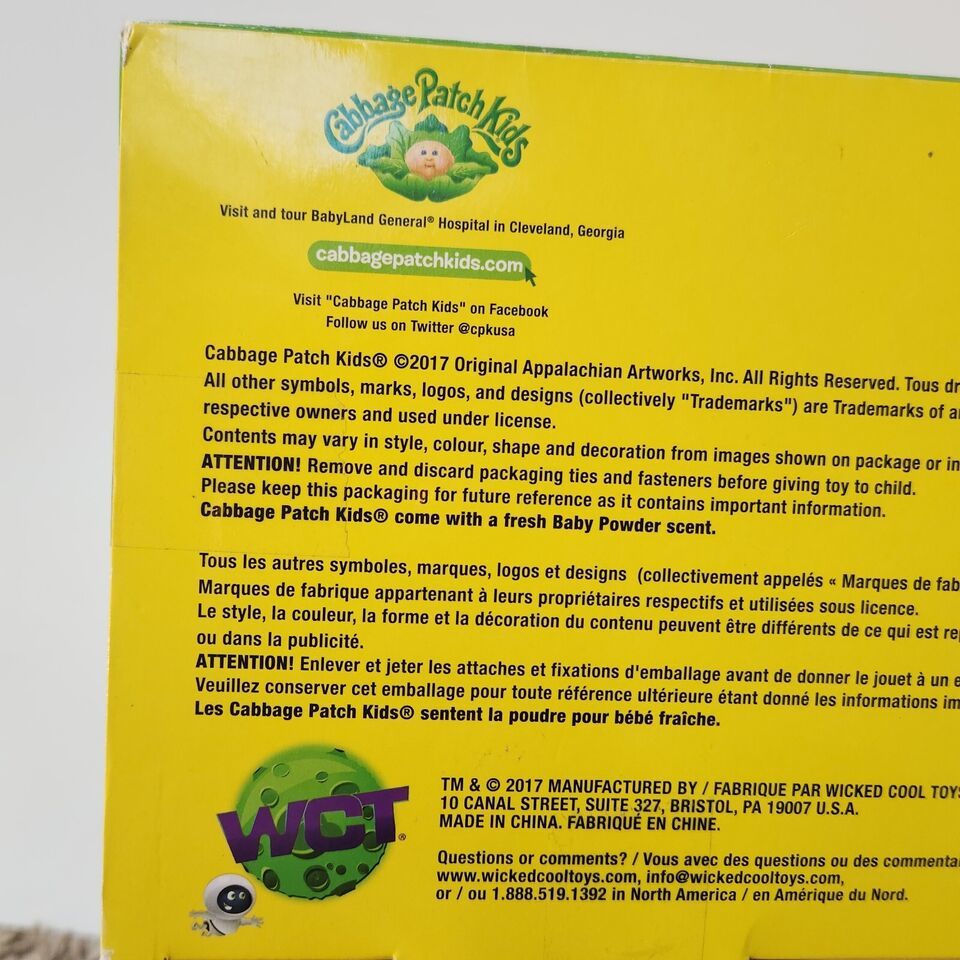 Cabbage Patch Kids
Visit and tour BabyLand General® Hospital in Cleveland, Georgia
cabbagepatchkids.com
Visit "Cabbage Patch Kids" on Facebook
Follow us on Twitter @cpkusa
Cabbage Patch Kids® ©2017 Original Appalachian Artworks, Inc. All Rights Reserved. Tous dr
All other symbols, marks, logos, and designs (collectively "Trademarks") are Trademarks of
respective owners and used under license.
Contents may vary in style, colour, shape and decoration from images shown on package or in
ATTENTION! Remove and discard packaging ties and fasteners before giving toy to child.
Please keep this packaging for future reference as it contains important information.
Cabbage Patch Kids® come with a fresh Baby Powder scent.
Tous les autres symboles, marques, logos et designs (collectivement appelés « Marques de fab
Marques de fabrique appartenant à leurs propriétaires respectifs et utilisées sous licence.
Le style, la couleur, la forme et la décoration du contenu peuvent être différents de ce qui est re
ou dans la publicité.
ATTENTION! Enlever et jeter les attaches et fixations d'emballage avant de donner le jouet à un e
Veuillez conserver cet emballage pour toute référence ultérieure étant donné les informations im
Les Cabbage Patch Kids® sentent la poudre pour bébé fraîche.
WCT®
TM & © 2017 MANUFACTURED BY / FABRIQUE PAR WICKED COOL TOYS
10 CANAL STREET, SUITE 327, BRISTOL, PA 19007 U.S.A.
MADE IN CHINA. FABRIQUÉ EN CHINE.
Questions or comments? / Vous avec des questions ou des commentai
www.wickedcooltoys.com, info@wickedcooltoys.com,
or / ou 1.888.519.1392 in North America / en Amérique du Nord.